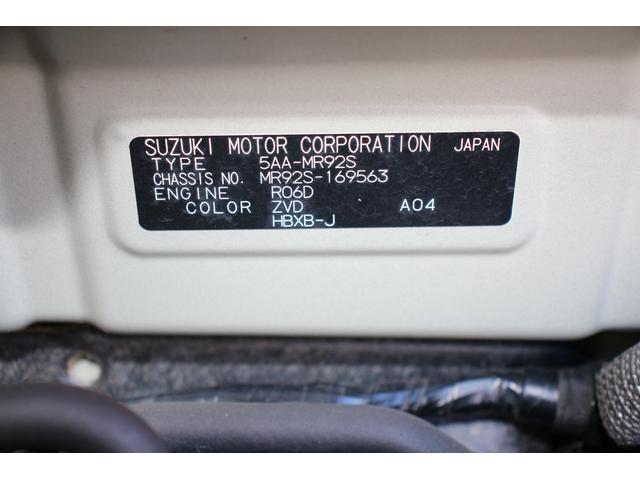 SUZUKI MOTOR CORPORATION JAPAN
TYPE 5AA-MR92S
CHASSIS NO. MR92S-169563
ENGINE R06D
COLOR ZVD A04
HBXB-J